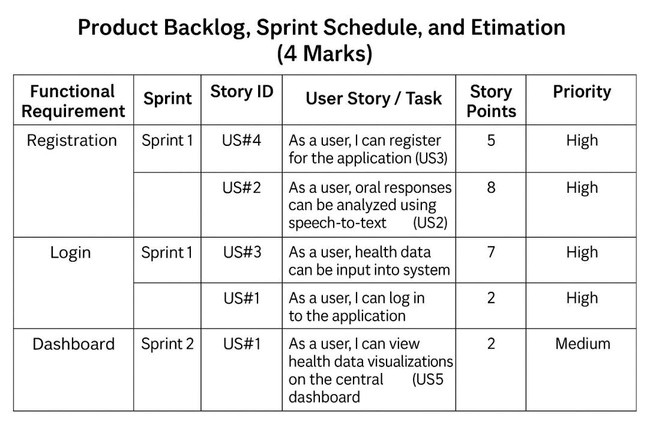 Product Backlog, Sprint Schedule, and Etimation
(4 Marks)
Functional Requirement Sprint Story ID User Story / Task Story Points Priority
Registration Sprint 1 US#4 As a user, I can register 5 High
for the application (US3)
US#2 As a user, oral responses 8 High
can be analyzed using
speech-to-text (US2)
Login Sprint 1 US#3 As a user, health data 7 High
can be input into system
US#1 As a user, I can log in 2 High
to the application
Dashboard Sprint 2 US#1 As a user, I can view 2 Medium
health data visualizations
on the central (US5
dashboard